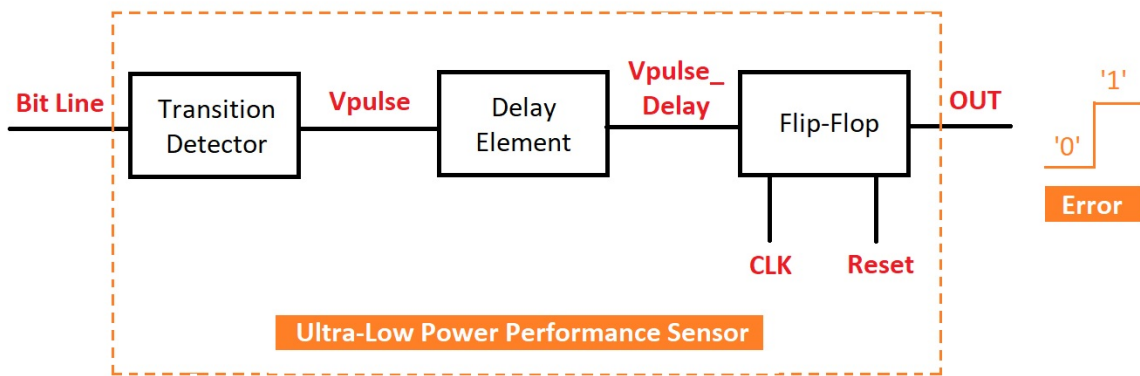 Bit Line
Transition
Detector
Vpulse
Delay
Element
Vpulse_
Delay
Flip-Flop
OUT
CLK
Reset
'1'
'0'
Error
Ultra-Low Power Performance Sensor